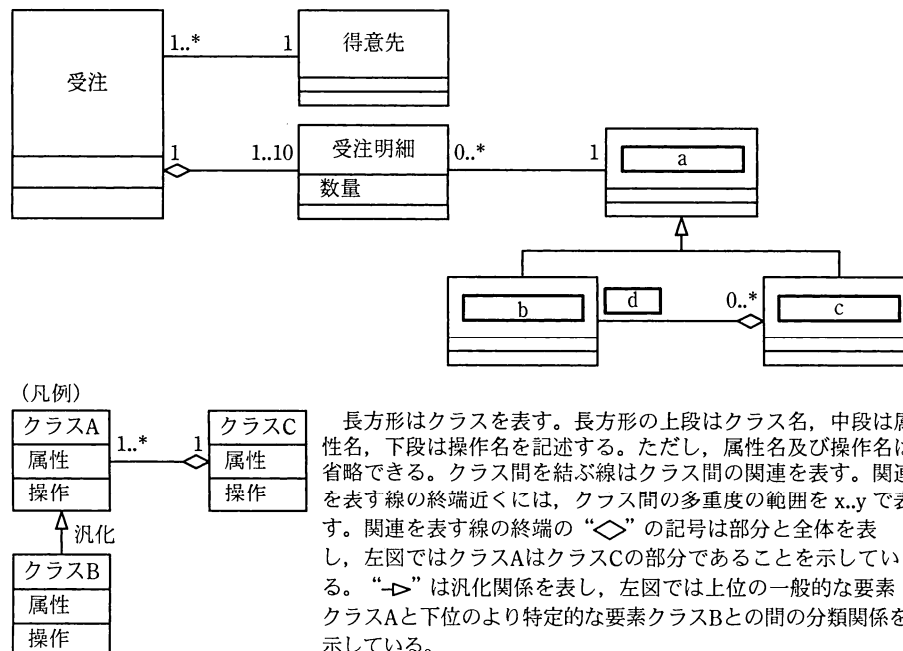 受注
1..*
1
得意先
1
1..10
受注明細
数量
0..*
1
a
b
d
0..*
c
(凡例)
クラスA
属性
操作
1..*
1
クラスC
属性
操作
汎化
クラスB
属性
操作
長方形はクラスを表す。長方形の上段はクラス名，中段は属
性名，下段は操作名を記述する。ただし，属性名及び操作名は
省略できる。クラス間を結ぶ線はクラス間の関連を表す。関連
を表す線の終端近くには，クラス間の多重度の範囲を x..y で表
す。関連を表す線の終端の“◇”の記号は部分と全体を表
し，左図ではクラスAはクラスCの部分であることを示してい
る。“-▷”は汎化関係を表し，左図では上位の一般的な要素
クラスAと下位のより特定的な要素クラスBとの間の分類関係を
示している。